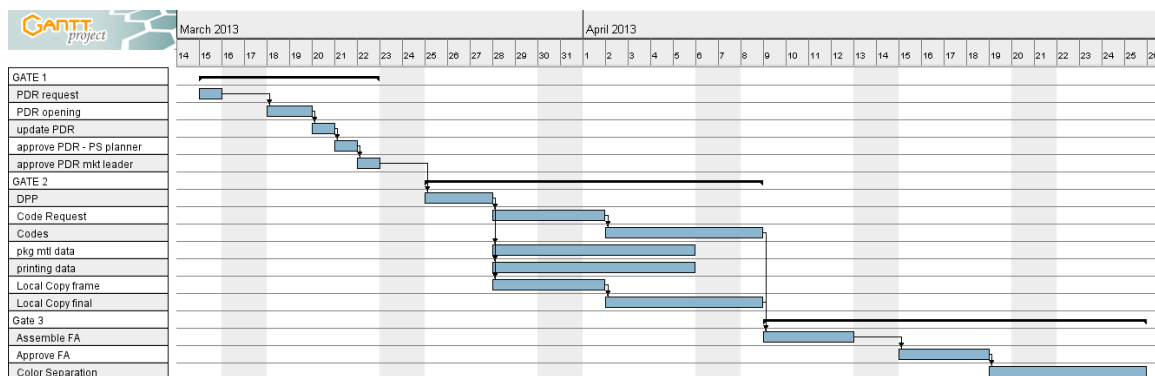 GANTT
project
March 2013 April 2013
14 15 16 17 18 19 20 21 22 23 24 25 26 27 28 29 30 31 1 2 3 4 5 6 7 8 9 10 11 12 13 14 15 16 17 18 19 20 21 22 23 24 25 26
GATE 1
PDR request
PDR opening
update PDR
approve PDR - PS planner
approve PDR mkt leader
GATE 2
DPP
Code Request
Codes
pkg mtl data
printing data
Local Copy frame
Local Copy final
Gate 3
Assemble FA
Approve FA
Color Separation